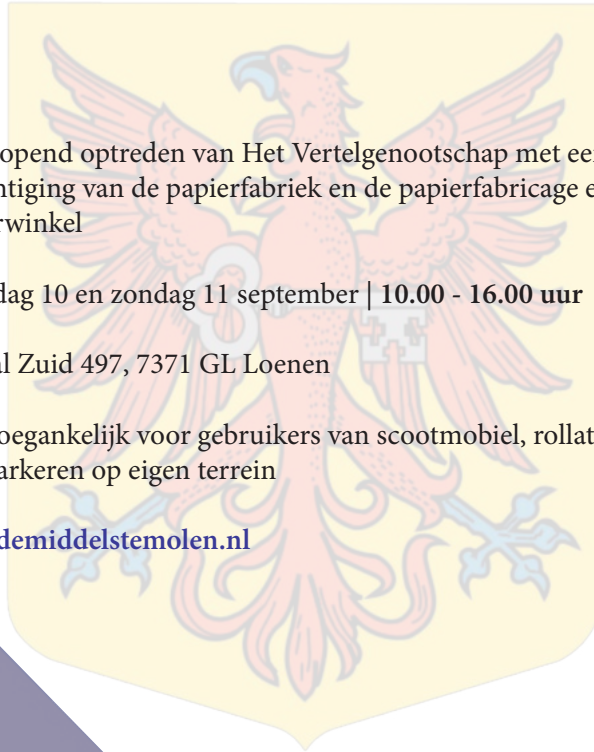 opend optreden van Het Vertelgenootschap met ee
ntiging van de papierfabriek en de papierfabricage e
rwinkel
dag 10 en zondag 11 september | 10.00 - 16.00 uur
al Zuid 497, 7371 GL Loenen
oegankelijk voor gebruikers van scootmobiel, rollat
arkeren op eigen terrein
demiddelstemolen.nl